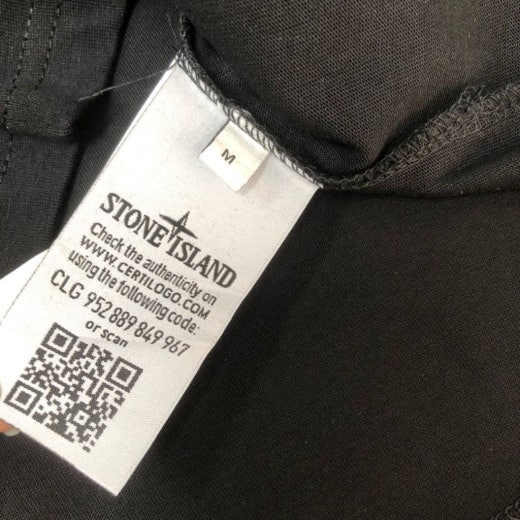 M
STONE ISLAND
Check the authenticity on
WWW.CERTILOGO.COM
using the following code:
CLG 952 889 849 967
or scan